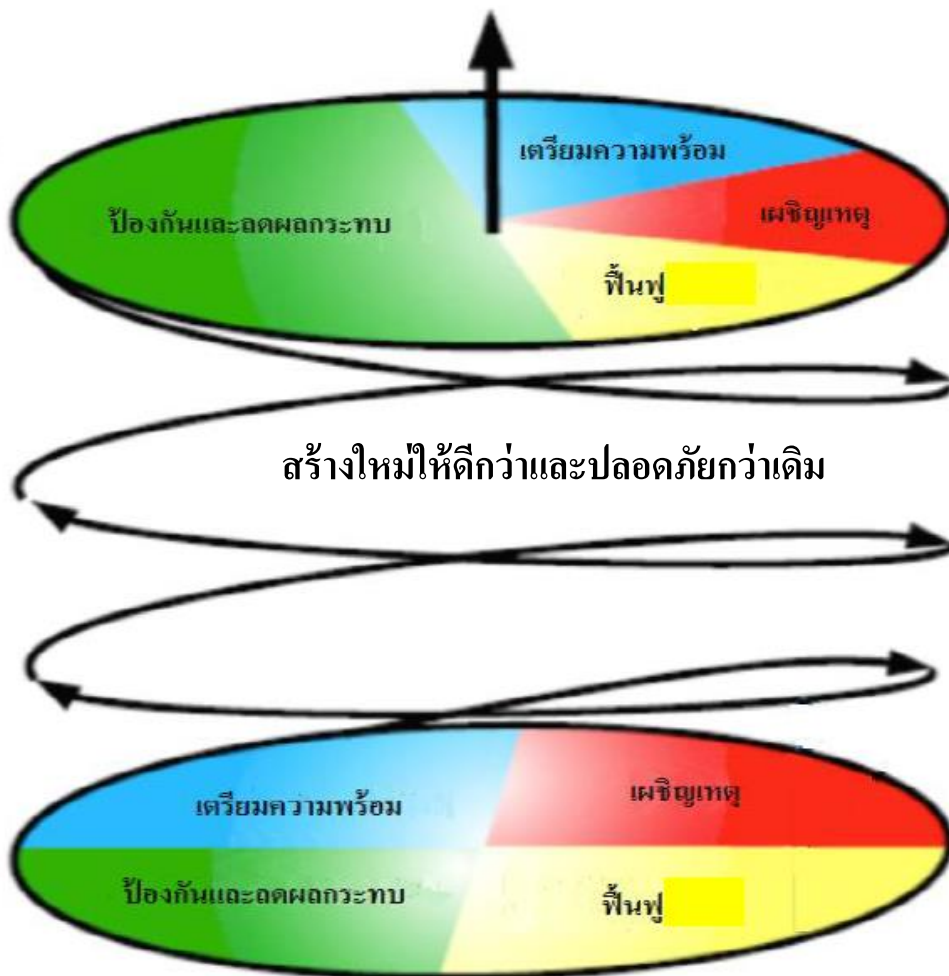 เตรียมความพร้อม
ป้องกันและลดผลกระทบ
เผชิญเหตุ
ฟื้นฟู
สร้างใหม่ให้ดีกว่าและปลอดภัยกว่าเดิม
เตรียมความพร้อม
เผชิญเหตุ
ป้องกันและลดผลกระทบ
ฟื้นฟู